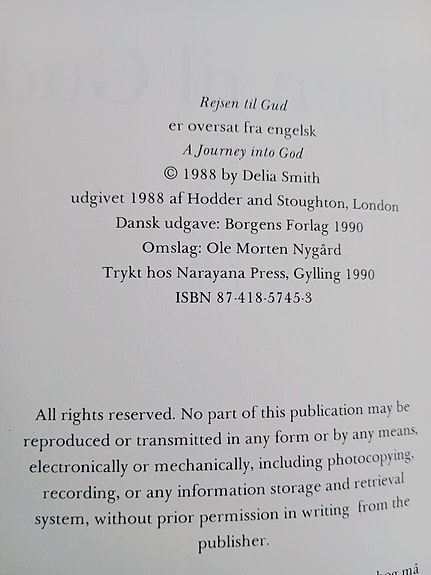 Rejsen til Gud
er oversat fra engelsk
A Journey into God
© 1988 by Delia Smith
udgivet 1988 af Hodder and Stoughton, London
Dansk udgave: Borgens Forlag 1990
Omslag: Ole Morten Nygård
Trykt hos Narayana Press, Gylling 1990
ISBN 87-418-5745-3
All rights reserved. No part of this publication may be
reproduced or transmitted in any form or by any means,
electronically or mechanically, including photocopying,
recording, or any information storage and retrieval
system, without prior permission in writing from the
publisher.
bog må